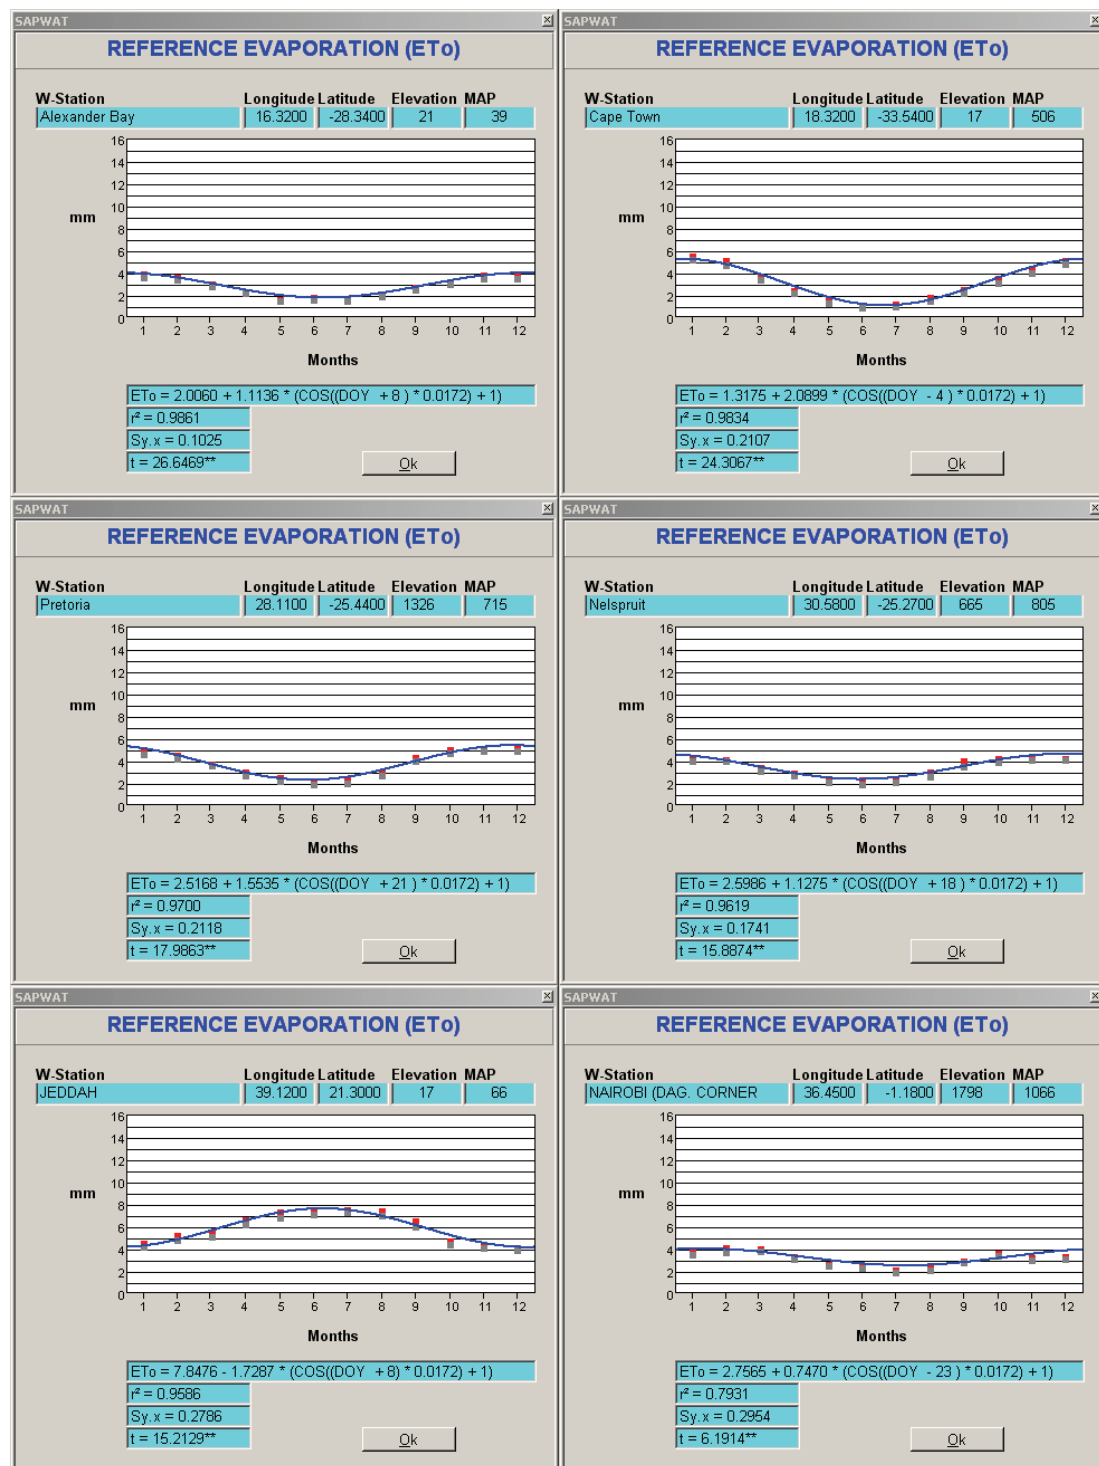 SAPWAT
REFERENCE EVAPORATION (ETo)
W-Station Longitude Latitude Elevation MAP
Alexander Bay 16.3200 -28.3400 21 39
16
14
12
10
mm
8
6
4
2
0
1 2 3 4 5 6 7 8 9 10 11 12
Months
ETo = 2.0060 + 1.1136 * (COS((DOY + 8 ) * 0.0172) + 1)
r² = 0.9861
Sy.x = 0.1025
t = 26.6469**
Ok
SAPWAT
REFERENCE EVAPORATION (ETo)
W-Station Longitude Latitude Elevation MAP
Cape Town 18.3200 -33.5400 17 506
16
14
12
10
mm
8
6
4
2
0
1 2 3 4 5 6 7 8 9 10 11 12
Months
ETo = 1.3175 + 2.0899 * (COS((DOY - 4 ) * 0.0172) + 1)
r² = 0.9834
Sy.x = 0.2107
t = 24.3067**
Ok
SAPWAT
REFERENCE EVAPORATION (ETo)
W-Station Longitude Latitude Elevation MAP
Pretoria 28.1100 -25.4400 1326 715
16
14
12
10
mm
8
6
4
2
0
1 2 3 4 5 6 7 8 9 10 11 12
Months
ETo = 2.5168 + 1.5535 * (COS((DOY + 21 ) * 0.0172) + 1)
r² = 0.9700
Sy.x = 0.2118
t = 17.9863**
Ok
SAPWAT
REFERENCE EVAPORATION (ETo)
W-Station Longitude Latitude Elevation MAP
Nelspruit 30.5800 -25.2700 665 805
16
14
12
10
mm
8
6
4
2
0
1 2 3 4 5 6 7 8 9 10 11 12
Months
ETo = 2.5986 + 1.1275 * (COS((DOY + 18 ) * 0.0172) + 1)
r² = 0.9619
Sy.x = 0.1741
t = 15.8874**
Ok
SAPWAT
REFERENCE EVAPORATION (ETo)
W-Station Longitude Latitude Elevation MAP
JEDDAH 39.1200 21.3000 17 66
16
14
12
10
mm
8
6
4
2
0
1 2 3 4 5 6 7 8 9 10 11 12
Months
ETo = 7.8476 - 1.7287 * (COS((DOY + 8) * 0.0172) + 1)
r² = 0.9586
Sy.x = 0.2786
t = 15.2129**
Ok
SAPWAT
REFERENCE EVAPORATION (ETo)
W-Station Longitude Latitude Elevation MAP
NAIROBI (DAG. CORNER 36.4500 -1.1800 1798 1066
16
14
12
10
mm
8
6
4
2
0
1 2 3 4 5 6 7 8 9 10 11 12
Months
ETo = 2.7565 + 0.7470 * (COS((DOY - 23 ) * 0.0172) + 1)
r² = 0.7931
Sy.x = 0.2954
t = 6.1914**
Ok